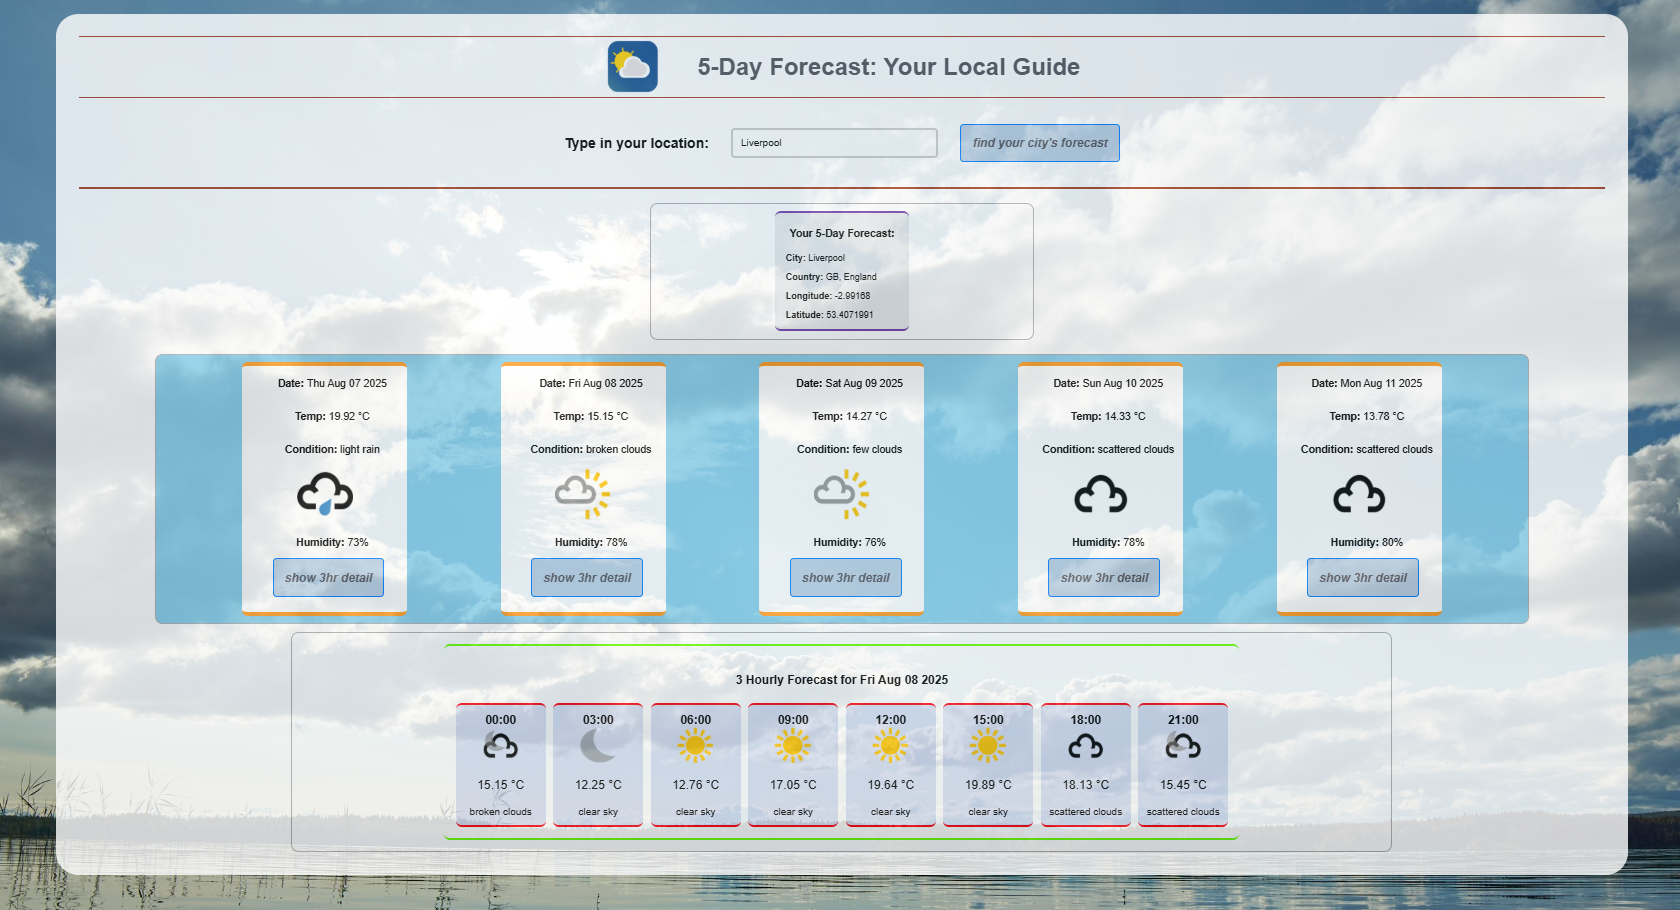 5-Day Forecast: Your Local Guide
Type in your location: Liverpool find your city's forecast
Your 5-Day Forecast:
City: Liverpool
Country: GB, England
Longitude: -2.99168
Latitude: 53.4071991
Date: Thu Aug 07 2025
Temp: 19.92 °C
Condition: light rain
Humidity: 73%
show 3hr detail
Date: Fri Aug 08 2025
Temp: 15.15 °C
Condition: broken clouds
Humidity: 78%
show 3hr detail
Date: Sat Aug 09 2025
Temp: 14.27 °C
Condition: few clouds
Humidity: 76%
show 3hr detail
Date: Sun Aug 10 2025
Temp: 14.33 °C
Condition: scattered clouds
Humidity: 78%
show 3hr detail
Date: Mon Aug 11 2025
Temp: 13.78 °C
Condition: scattered clouds
Humidity: 80%
show 3hr detail
3 Hourly Forecast for Fri Aug 08 2025
00:00
15.15 °C
broken clouds
03:00
12.25 °C
clear sky
06:00
12.76 °C
clear sky
09:00
17.05 °C
clear sky
12:00
19.64 °C
clear sky
15:00
19.89 °C
clear sky
18:00
18.13 °C
scattered clouds
21:00
15.45 °C
scattered clouds